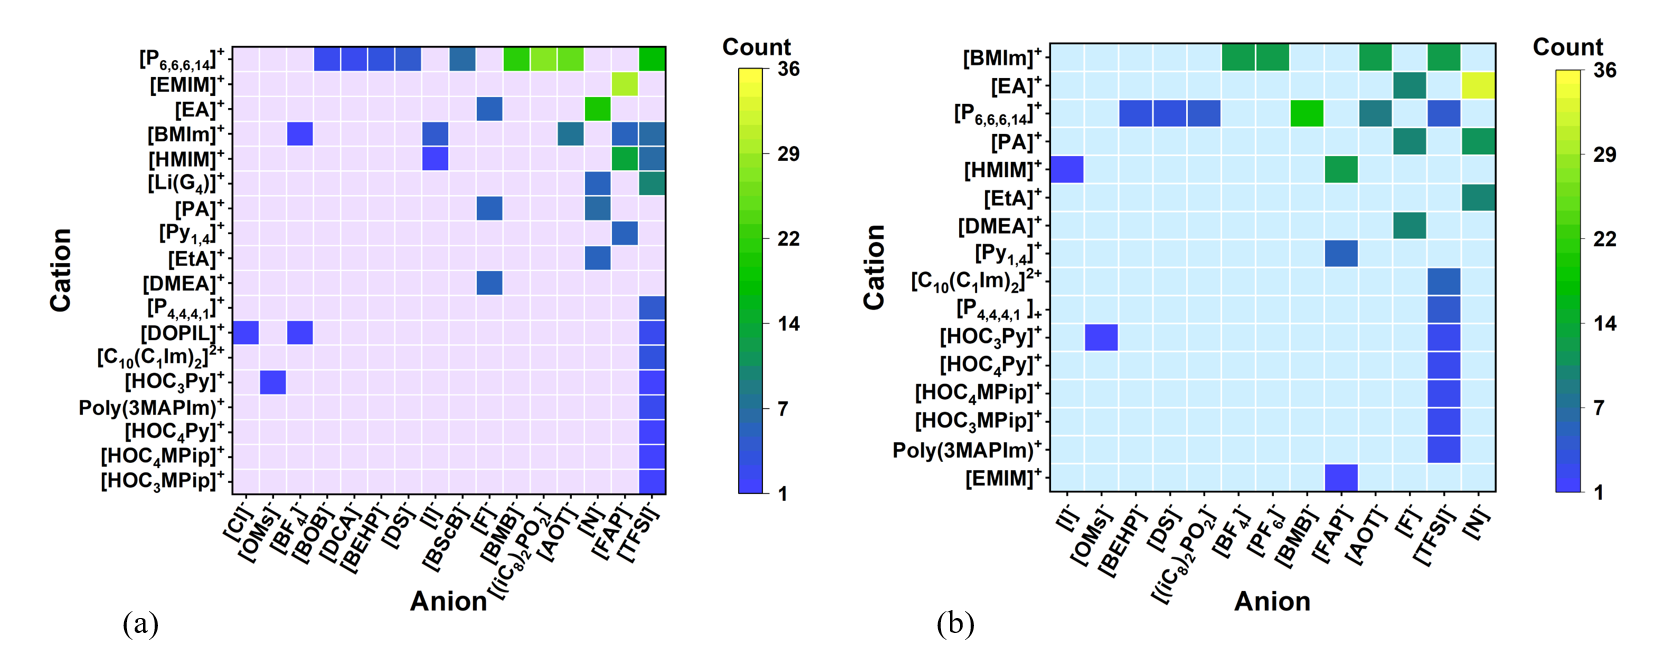 Count
36
29
22
14
7
1
[P6,6,6,14]+
[EMIM]+
[EA]+
[BMIm]+
[HMIM]+
[Li(G4)]+
[PA]+
[Py1,4]+
[EtA]+
[DMEA]+
[P4,4,4,1]+
[DOPIL]+
[C10(C1Im)2]2+
[HOC3Py]+
Poly(3MAPIm)+
[HOC4Py]+
[HOC4MPip]+
[HOC3MPip]+
Cation
[Cl]-
[OMs]-
[BF4]-
[BOB]-
[DCA]-
[BEHP]-
[DS]-
[I]-
[BScB]-
[F]-
[BMB]-
[(iC8)2PO2]-
[AOT]-
[N]-
[FAP]-
[TFSI]-
Anion
(a)
Count
36
29
22
14
7
1
[BMIm]+
[EA]+
[P6,6,6,14]+
[PA]+
[HMIM]+
[EtA]+
[DMEA]+
[Py1,4]+
[C10(C1Im)2]2+
[P4,4,4,1 ]+
[HOC3Py]+
[HOC4Py]+
[HOC4MPip]+
[HOC3MPip]+
Poly(3MAPIm)+
[EMIM]+
Cation
[I]-
[OMs]-
[BEHP]-
[DS]-
[(iC8)2PO2]-
[BF4]-
[PF6]-
[BMB]-
[FAP]-
[AOT]-
[F]-
[TFSI]-
[N]-
Anion
(b)